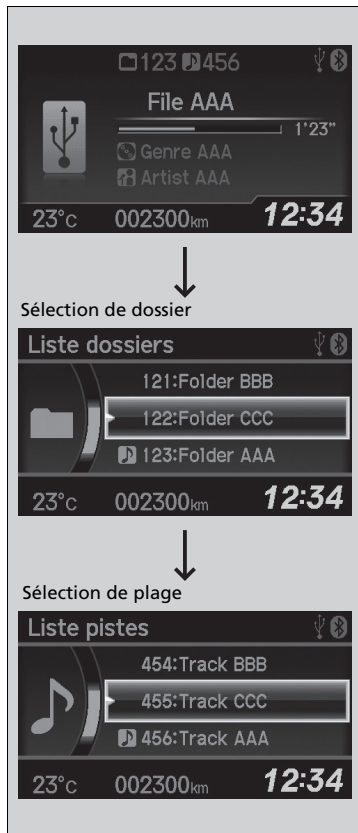 123 456
File AAA
1'23"
Genre AAA
Artist AAA
23°c 002300km 12:34
Sélection de dossier
Liste dossiers
121:Folder BBB
122:Folder CCC
123:Folder AAA
23°c 002300km 12:34
Sélection de plage
Liste pistes
454:Track BBB
455:Track CCC
456:Track AAA
23°c 002300km 12:34